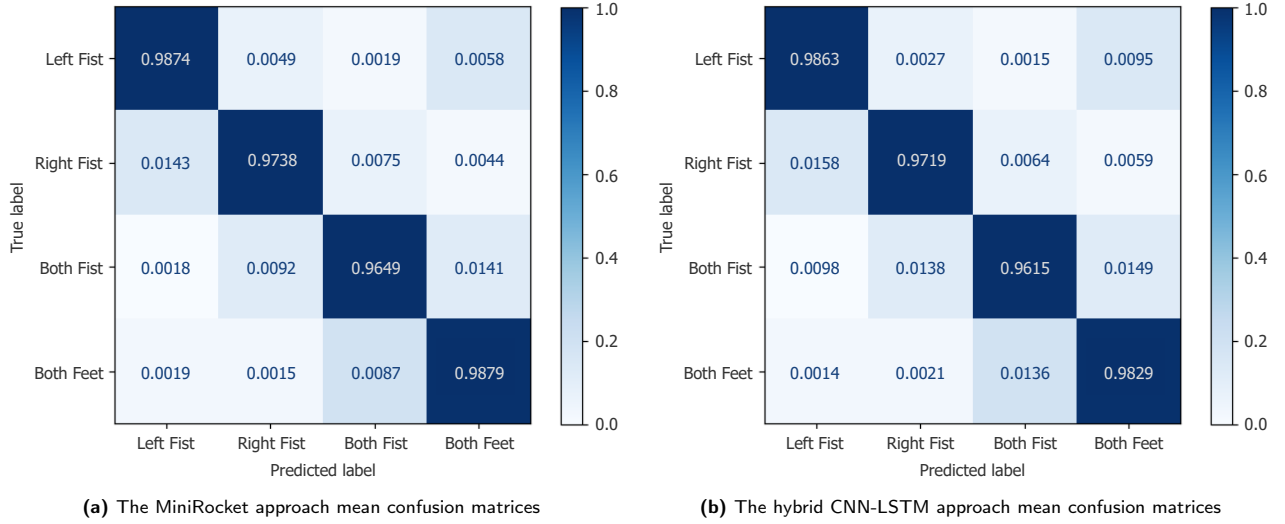 1.0
Left Fist 0.9874 0.0049 0.0019 0.0058
0.8
Right Fist 0.0143 0.9738 0.0075 0.0044
0.6
True label
0.4
Both Fist 0.0018 0.0092 0.9649 0.0141
0.2
Both Feet 0.0019 0.0015 0.0087 0.9879
0.0
Left Fist Right Fist Both Fist Both Feet
Predicted label
(a) The MiniRocket approach mean confusion matrices
1.0
Left Fist 0.9863 0.0027 0.0015 0.0095
0.8
Right Fist 0.0158 0.9719 0.0064 0.0059
0.6
True label
0.4
Both Fist 0.0098 0.0138 0.9615 0.0149
0.2
Both Feet 0.0014 0.0021 0.0136 0.9829
0.0
Left Fist Right Fist Both Fist Both Feet
Predicted label
(b) The hybrid CNN-LSTM approach mean confusion matrices